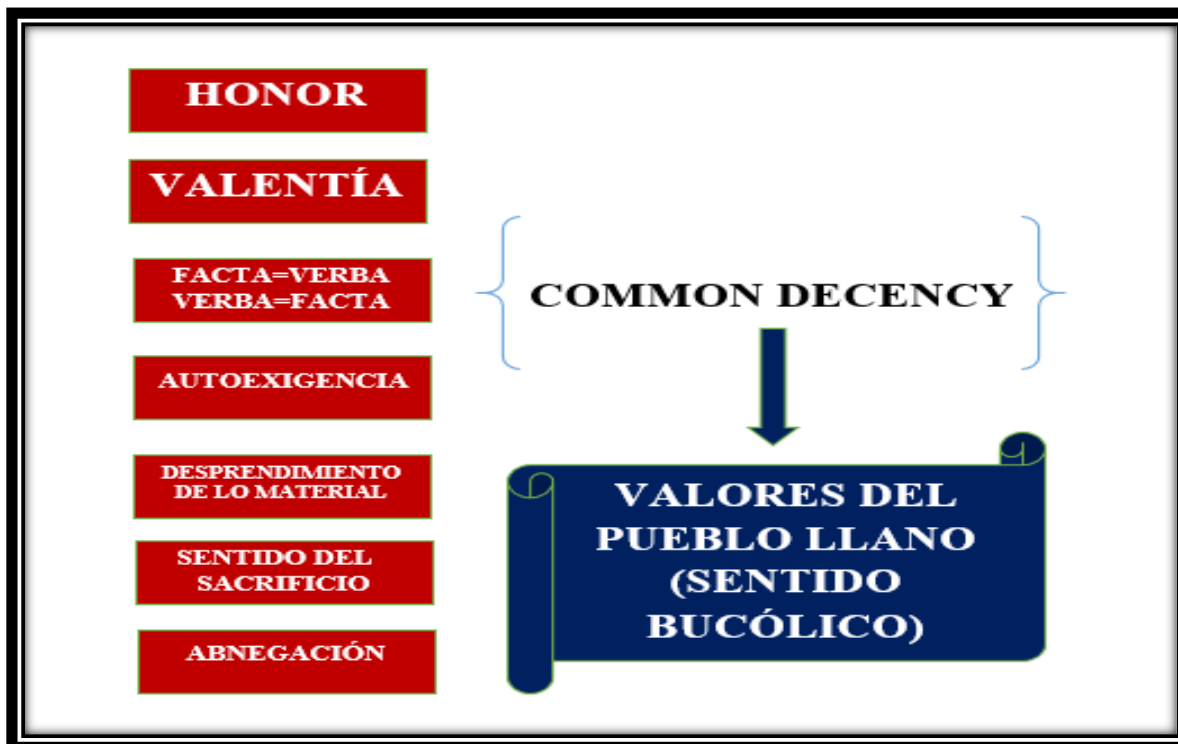 HONOR
VALENTÍA
FACTA=VERBA
VERBA=FACTA
AUTOEXIGENCIA
DESPRENDIMIENTO
DE LO MATERIAL
SENTIDO DEL
SACRIFICIO
ABNEGACIÓN
COMMON DECENCY
VALORES DEL
PUEBLO LLANO
(SENTIDO
BUCÓLICO)